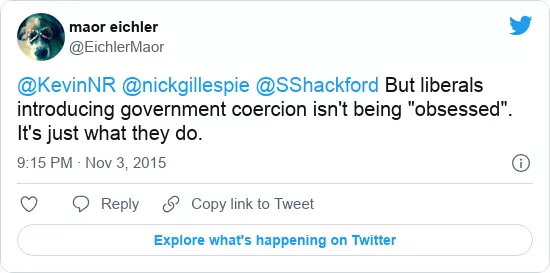 maor eichler
@EichlerMaor
@KevinNR @nickgillespie @SShackford But liberals
introducing government coercion isn't being "obsessed".
It's just what they do.
9:15 PM · Nov 3, 2015
Reply
Copy link to Tweet
Explore what's happening on Twitter